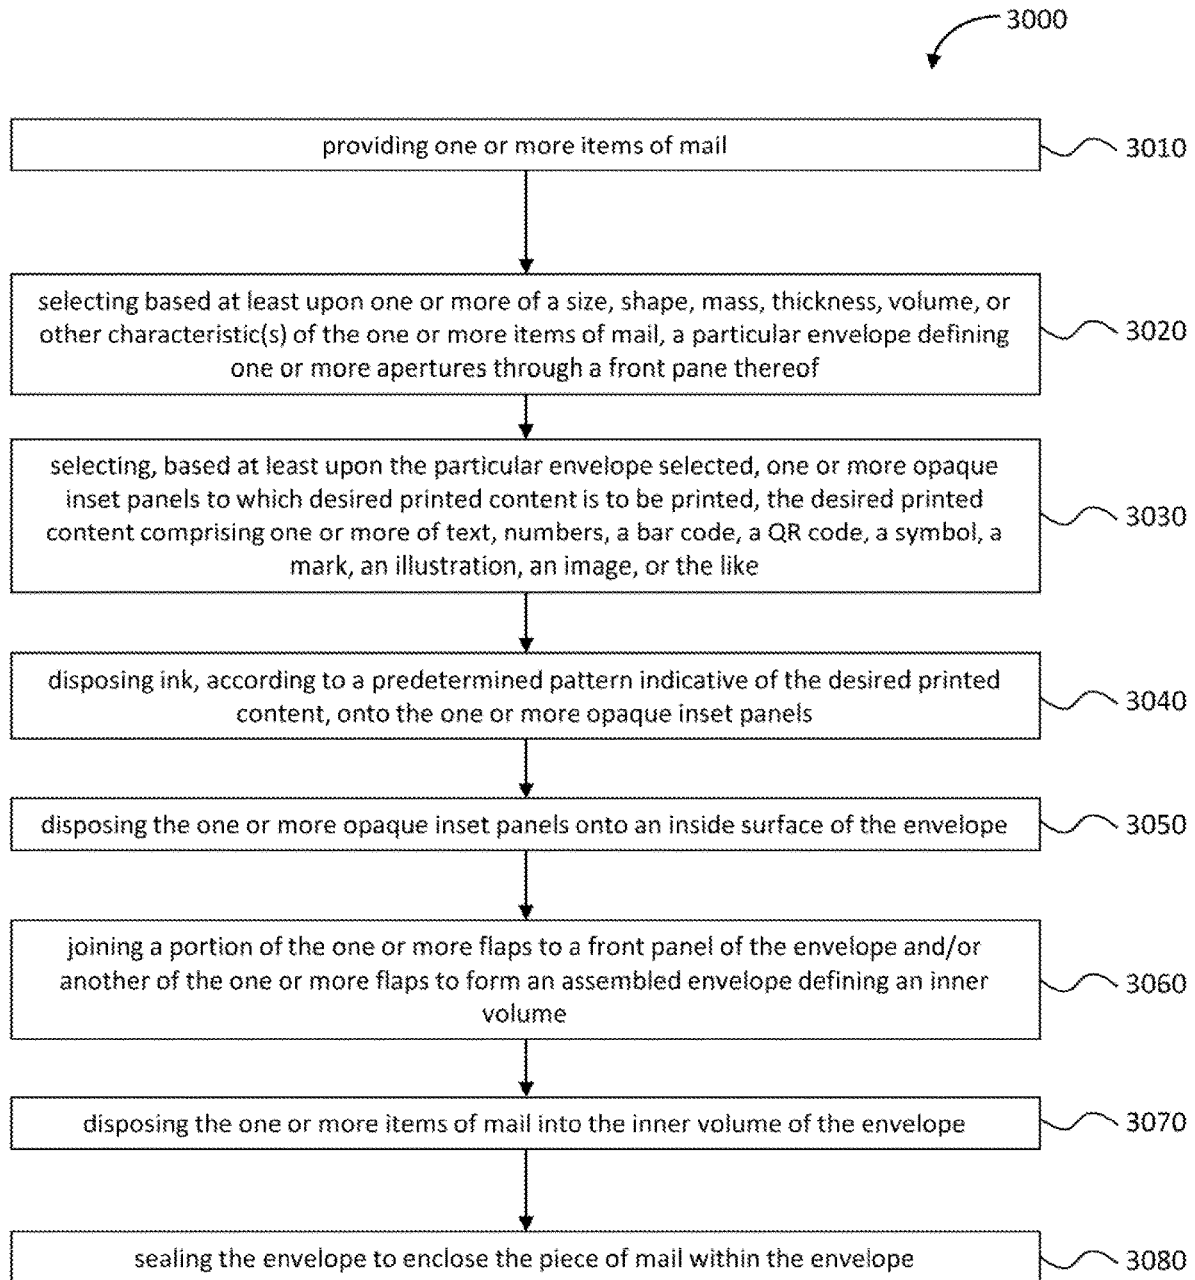 3000
providing one or more items of mail
3010
selecting based at least upon one or more of a size, shape, mass, thickness, volume, or
other characteristic(s) of the one or more items of mail, a particular envelope defining
one or more apertures through a front pane thereof
3020
selecting, based at least upon the particular envelope selected, one or more opaque
inset panels to which desired printed content is to be printed, the desired printed
content comprising one or more of text, numbers, a bar code, a QR code, a symbol, a
mark, an illustration, an image, or the like
3030
disposing ink, according to a predetermined pattern indicative of the desired printed
content, onto the one or more opaque inset panels
3040
disposing the one or more opaque inset panels onto an inside surface of the envelope
3050
joining a portion of the one or more flaps to a front panel of the envelope and/or
another of the one or more flaps to form an assembled envelope defining an inner
volume
3060
disposing the one or more items of mail into the inner volume of the envelope
3070
sealing the envelope to enclose the piece of mail within the envelope
3080